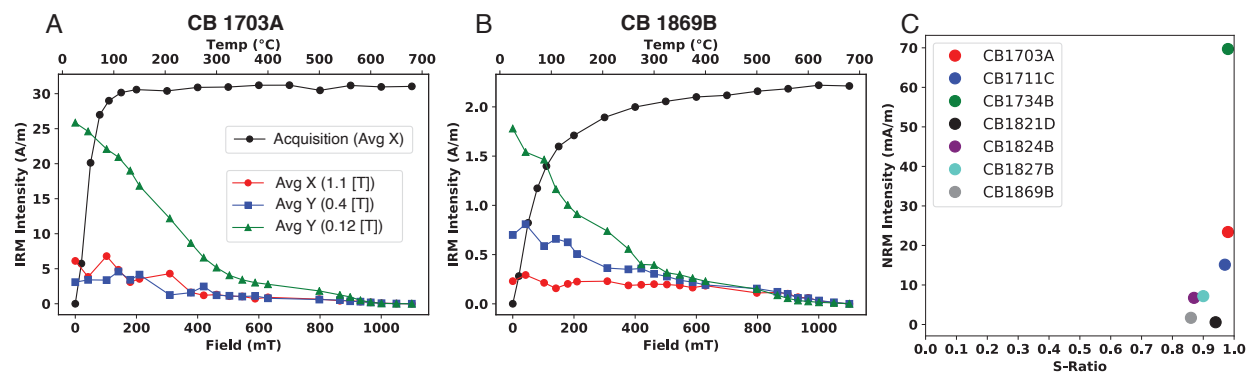 A
CB 1703A
Temp (°C)
0 100 200 300 400 500 600 700
IRM Intensity (A/m)
30
25
20
15
10
5
0
Acquisition (Avg X)
Avg X (1.1 [T])
Avg Y (0.4 [T])
Avg Y (0.12 [T])
0 200 400 600 800 1000
Field (mT)
B
CB 1869B
Temp (°C)
0 100 200 300 400 500 600 700
IRM Intensity (A/m)
2.0
1.5
1.0
0.5
0.0
0 200 400 600 800 1000
Field (mT)
C
NRM Intensity (mA/m)
70
60
50
40
30
20
10
0
CB1703A
CB1711C
CB1734B
CB1821D
CB1824B
CB1827B
CB1869B
0.0 0.1 0.2 0.3 0.4 0.5 0.6 0.7 0.8 0.9 1.0
S-Ratio